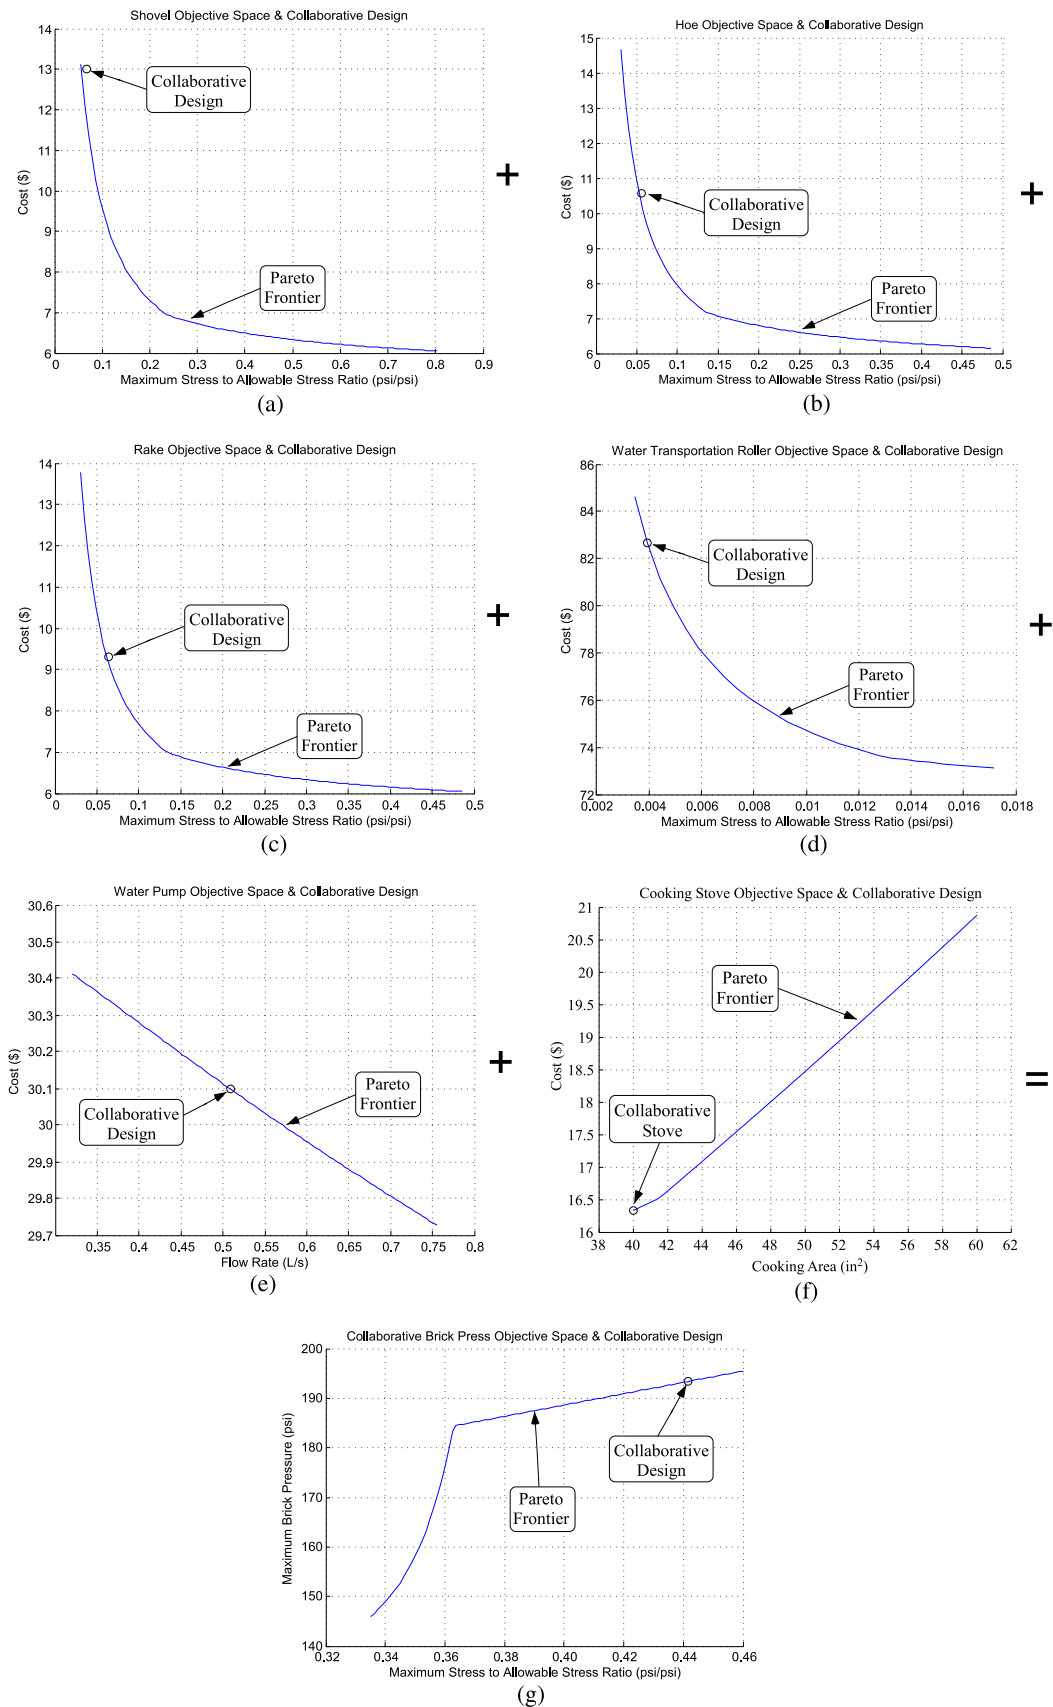 Shovel Objective Space & Collaborative Design
14
13
12
11
10
9
8
7
6
Cost ($)
Collaborative
Design
Pareto
Frontier
0 0.1 0.2 0.3 0.4 0.5 0.6 0.7 0.8 0.9
Maximum Stress to Allowable Stress Ratio (psi/psi)
(a)
+
Hoe Objective Space & Collaborative Design
15
14
13
12
11
10
9
8
7
6
Cost ($)
Collaborative
Design
Pareto
Frontier
0 0.05 0.1 0.15 0.2 0.25 0.3 0.35 0.4 0.45 0.5
Maximum Stress to Allowable Stress Ratio (psi/psi)
(b)
+
Rake Objective Space & Collaborative Design
14
13
12
11
10
9
8
7
6
Cost ($)
Collaborative
Design
Pareto
Frontier
0 0.05 0.1 0.15 0.2 0.25 0.3 0.35 0.4 0.45 0.5
Maximum Stress to Allowable Stress Ratio (psi/psi)
(c)
+
Water Transportation Roller Objective Space & Collaborative Design
86
84
82
80
78
76
74
72
Cost ($)
Collaborative
Design
Pareto
Frontier
0.002 0.004 0.006 0.008 0.01 0.012 0.014 0.016 0.018
Maximum Stress to Allowable Stress Ratio (psi/psi)
(d)
+
Water Pump Objective Space & Collaborative Design
30.6
30.5
30.4
30.3
30.2
30.1
30
29.9
29.8
29.7
Cost ($)
Pareto
Frontier
Collaborative
Design
0.35 0.4 0.45 0.5 0.55 0.6 0.65 0.7 0.75 0.8
Flow Rate (L/s)
(e)
+
Cooking Stove Objective Space & Collaborative Design
21
20.5
20
19.5
19
18.5
18
17.5
17
16.5
16
Cost ($)
Pareto
Frontier
Collaborative
Stove
38 40 42 44 46 48 50 52 54 56 58 60 62
Cooking Area (in²)
(f)
=
Collaborative Brick Press Objective Space & Collaborative Design
200
190
180
170
160
150
140
Maximum Brick Pressure (psi)
Collaborative
Design
Pareto
Frontier
0.32 0.34 0.36 0.38 0.40 0.42 0.44 0.46
Maximum Stress to Allowable Stress Ratio (psi/psi)
(g)